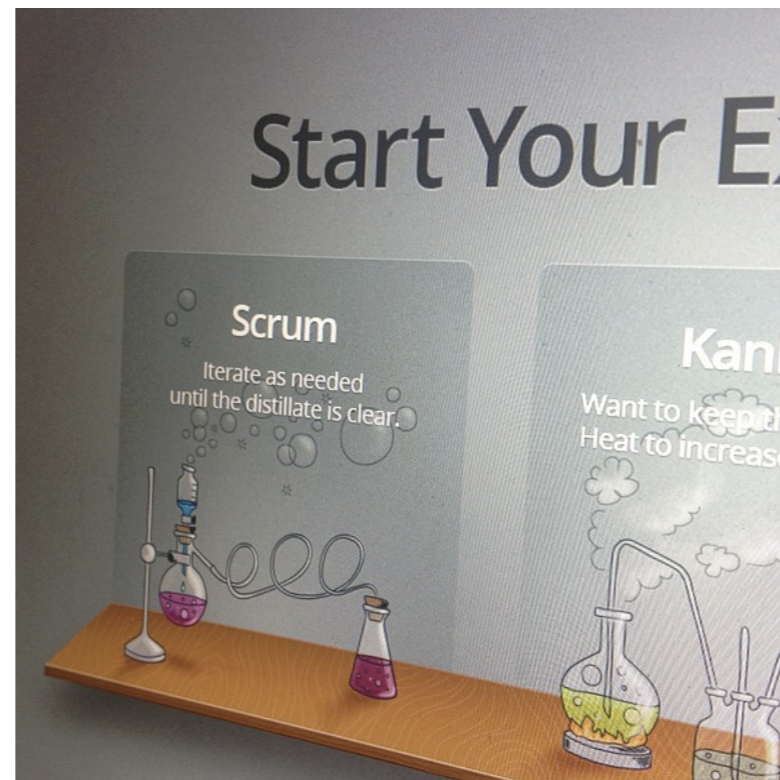 Start Your
Scrum
Iterate as needed
until the distillate is clear.
Want to keep
Heat to